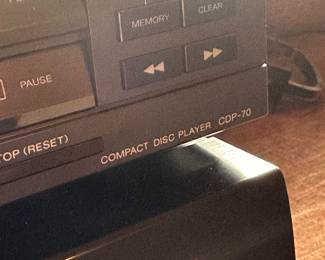 MEMORY
CLEAR
PAUSE
TOP (RESET)
COMPACT DISC PLAYER CDP-70